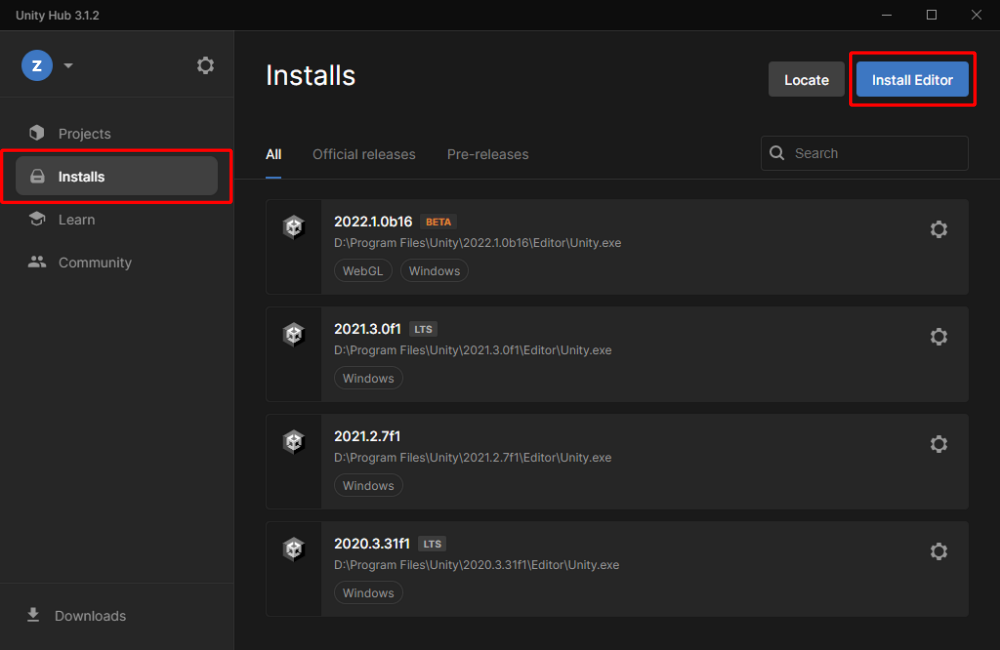 Unity Hub 3.1.2
Z
Projects
Installs
Learn
Community
Downloads
Installs
Locate
Install Editor
All
Official releases
Pre-releases
Search
2022.1.0b16 BETA
D:\Program Files\Unity\2022.1.0b16\Editor\Unity.exe
WebGL
Windows
2021.3.0f1 LTS
D:\Program Files\Unity\2021.3.0f1\Editor\Unity.exe
Windows
2021.2.7f1
D:\Program Files\Unity\2021.2.7f1\Editor\Unity.exe
Windows
2020.3.31f1 LTS
D:\Program Files\Unity\2020.3.31f1\Editor\Unity.exe
Windows